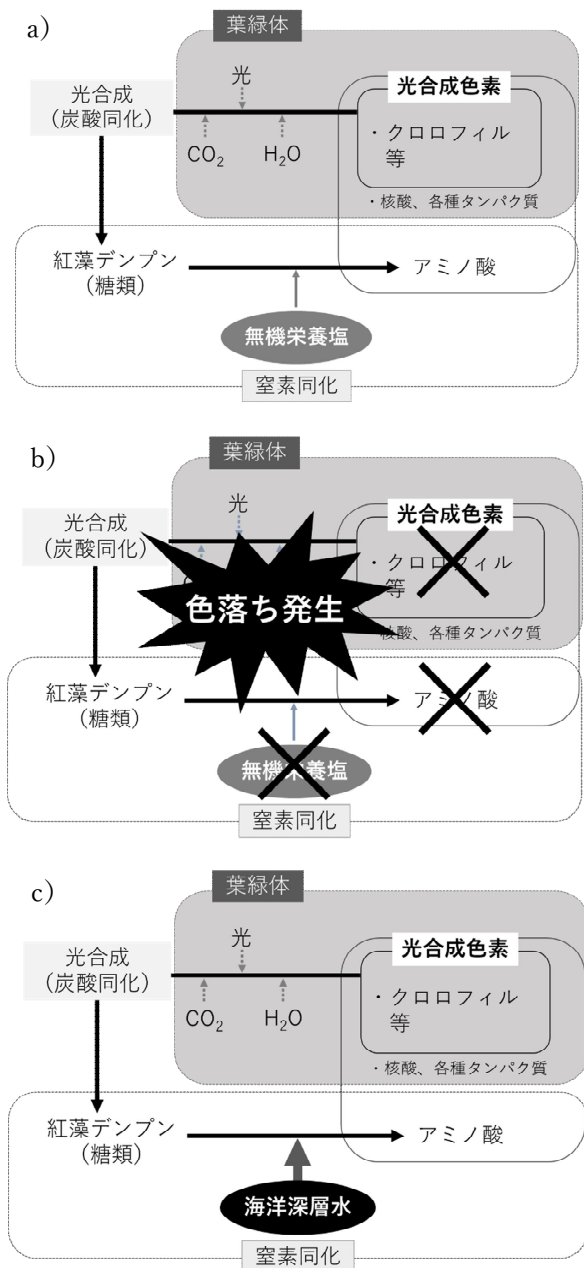 a)
葉緑体
光合成
(炭酸同化)
光
CO₂
H₂O
光合成色素
・クロロフィル
等
・核酸、各種タンパク質
紅藻デンプン
(糖類)
アミノ酸
無機栄養塩
窒素同化
b)
葉緑体
光合成
(炭酸同化)
光
光合成色素
・クロロフィル
等
色落ち発生
核酸、各種タンパク質
紅藻デンプン
(糖類)
アミノ酸
無機栄養塩
窒素同化
c)
葉緑体
光合成
(炭酸同化)
光
CO₂
H₂O
光合成色素
・クロロフィル
等
・核酸、各種タンパク質
紅藻デンプン
(糖類)
アミノ酸
海洋深層水
窒素同化